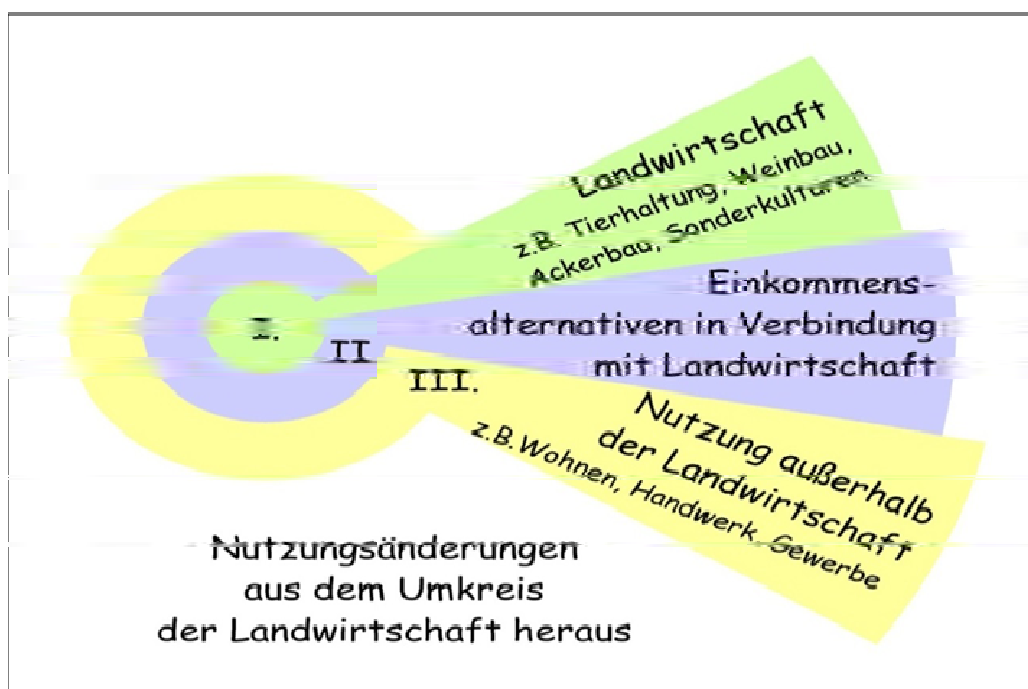 Landwirtschaft
z.B. Tierhaltung, Weinbau,
Ackerbau, Sonderkulturen
Einkommens-
alternativen in Verbindung
mit Landwirtschaft
I.
II
III.
Nutzung außerhalb
der Landwirtschaft
z.B.Wohnen, Handwerk, Gewerbe
Nutzungsänderungen
aus dem Umkreis
der Landwirtschaft heraus